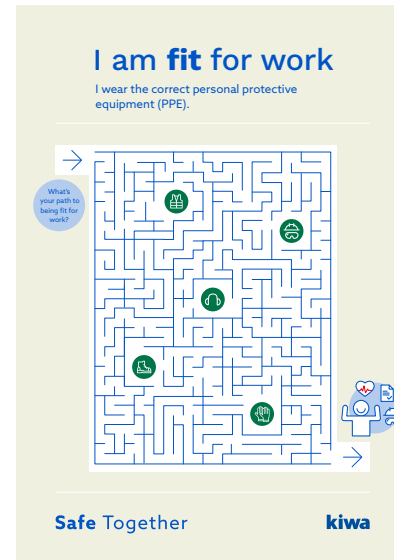 I am fit for work
I wear the correct personal protective
equipment (PPE).
What's
your path to
being fit for
work?
Safe Together
kiwa